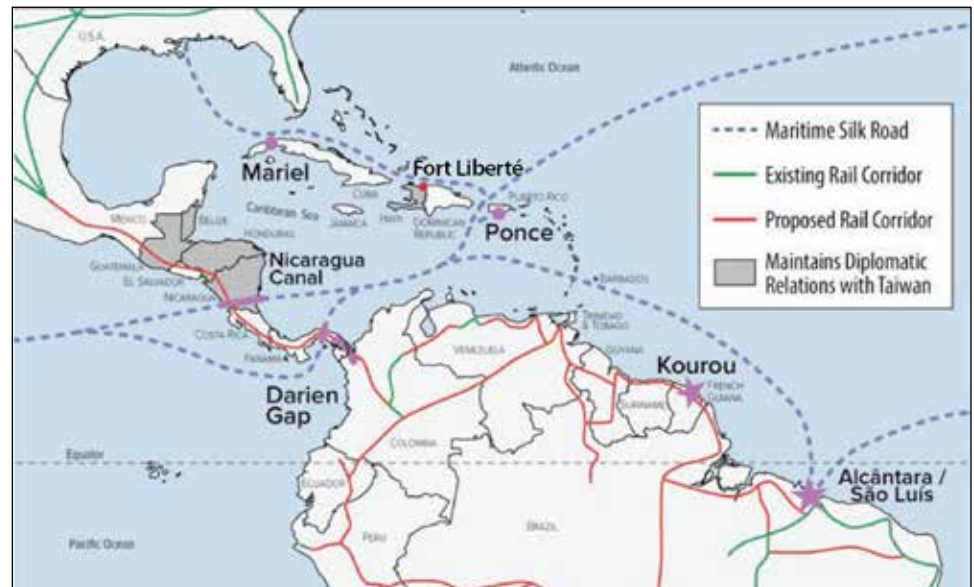 U.S.A.
Atlantic Ocean
Maritime Silk Road
Existing Rail Corridor
Proposed Rail Corridor
Maintains Diplomatic
Relations with Taiwan
Mariel
Fort Liberté
CUBA
PUERTO RICO
Ponce
MEXICO
BELIZE
Caribbean Sea
JAMAICA
HAITI
DOMINICAN
REPUBLIC
HONDURAS
GUATEMALA
EL SALVADOR
Nicaragua
Canal
NICARAGUA
BARBADOS
COSTA RICA
PANAMA
TRINIDAD
& TOBAGO
VENEZUELA
GUYANA
Darien
Gap
Kourou
SURINAME
FRENCH
GUIANA
COLOMBIA
Equator
Alcântara /
São Luís
ECUADOR
BRAZIL
PERU
Pacific Ocean